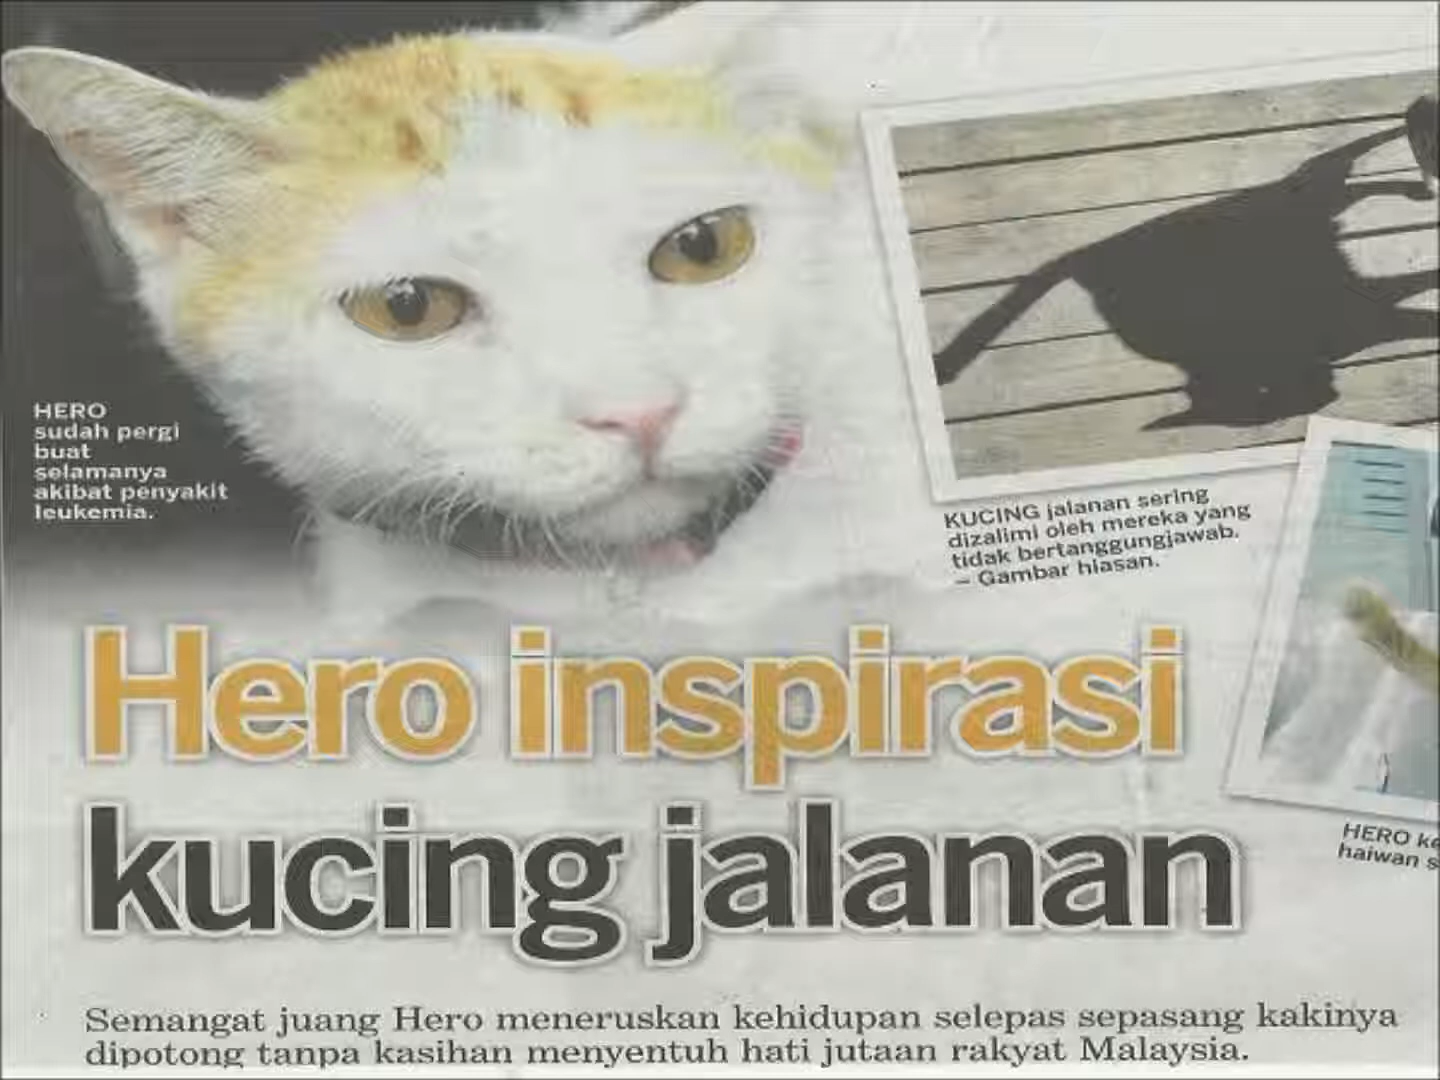 HERO
sudah pergi
buat
selamanya
akibat penyakit
leukemia.
KUCING jalanan sering
dizalimi oleh mereka yang
tidak bertanggungjawab.
– Gambar hiasan.
Hero inspirasi
kucing jalanan
HERO
haiwan
Semangat juang Hero meneruskan kehidupan selepas sepasang kakinya
dipotong tanpa kasihan menyentuh hati jutaan rakyat Malaysia.